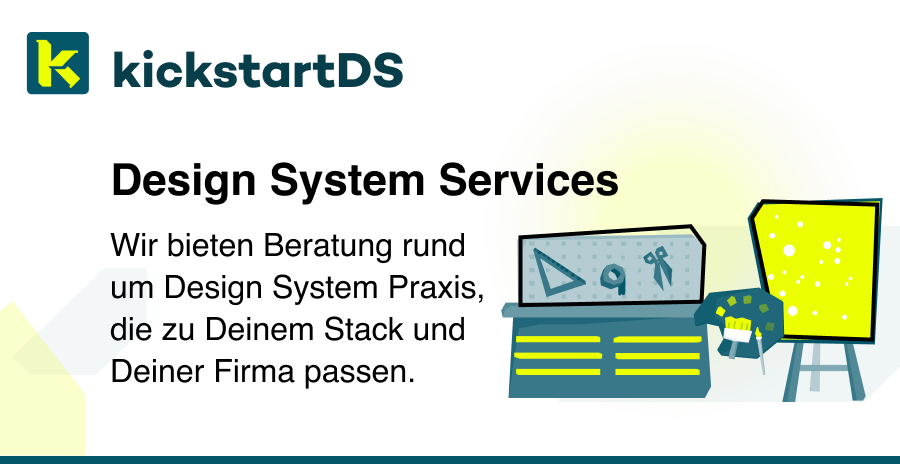 kickstartDS
Design System Services
Wir bieten Beratung rund
um Design System Praxis,
die zu Deinem Stack und
Deiner Firma passen.